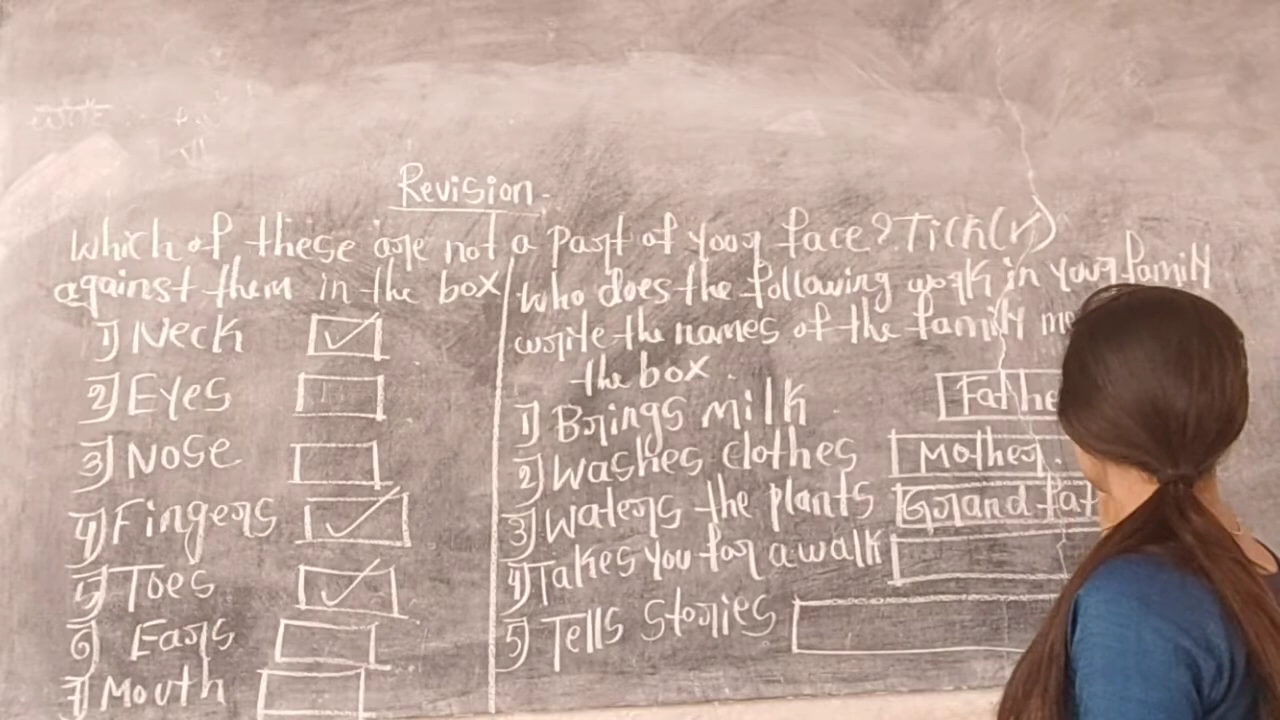 Revision.
Which of these are not a part of your face? Tick(✓)
against them in the box
1) Neck ✓
2) Eyes
3) Nose
4) Fingers ✓
5) Toes ✓
6) Ears
7) Mouth
Who does the following work in your family
write the names of the family
the box.
1) Brings milk Fathe
2) Washes clothes Mother.
3) Waters the plants Grand fat
4) Takes you for a walk
5) Tells stories